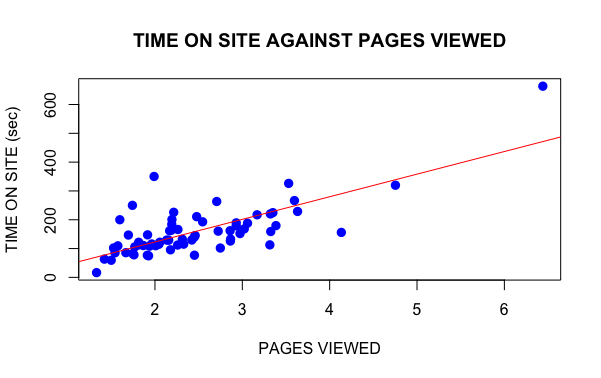 TIME ON SITE AGAINST PAGES VIEWED
TIME ON SITE (sec)
600
400
200
0
2 3 4 5 6
PAGES VIEWED